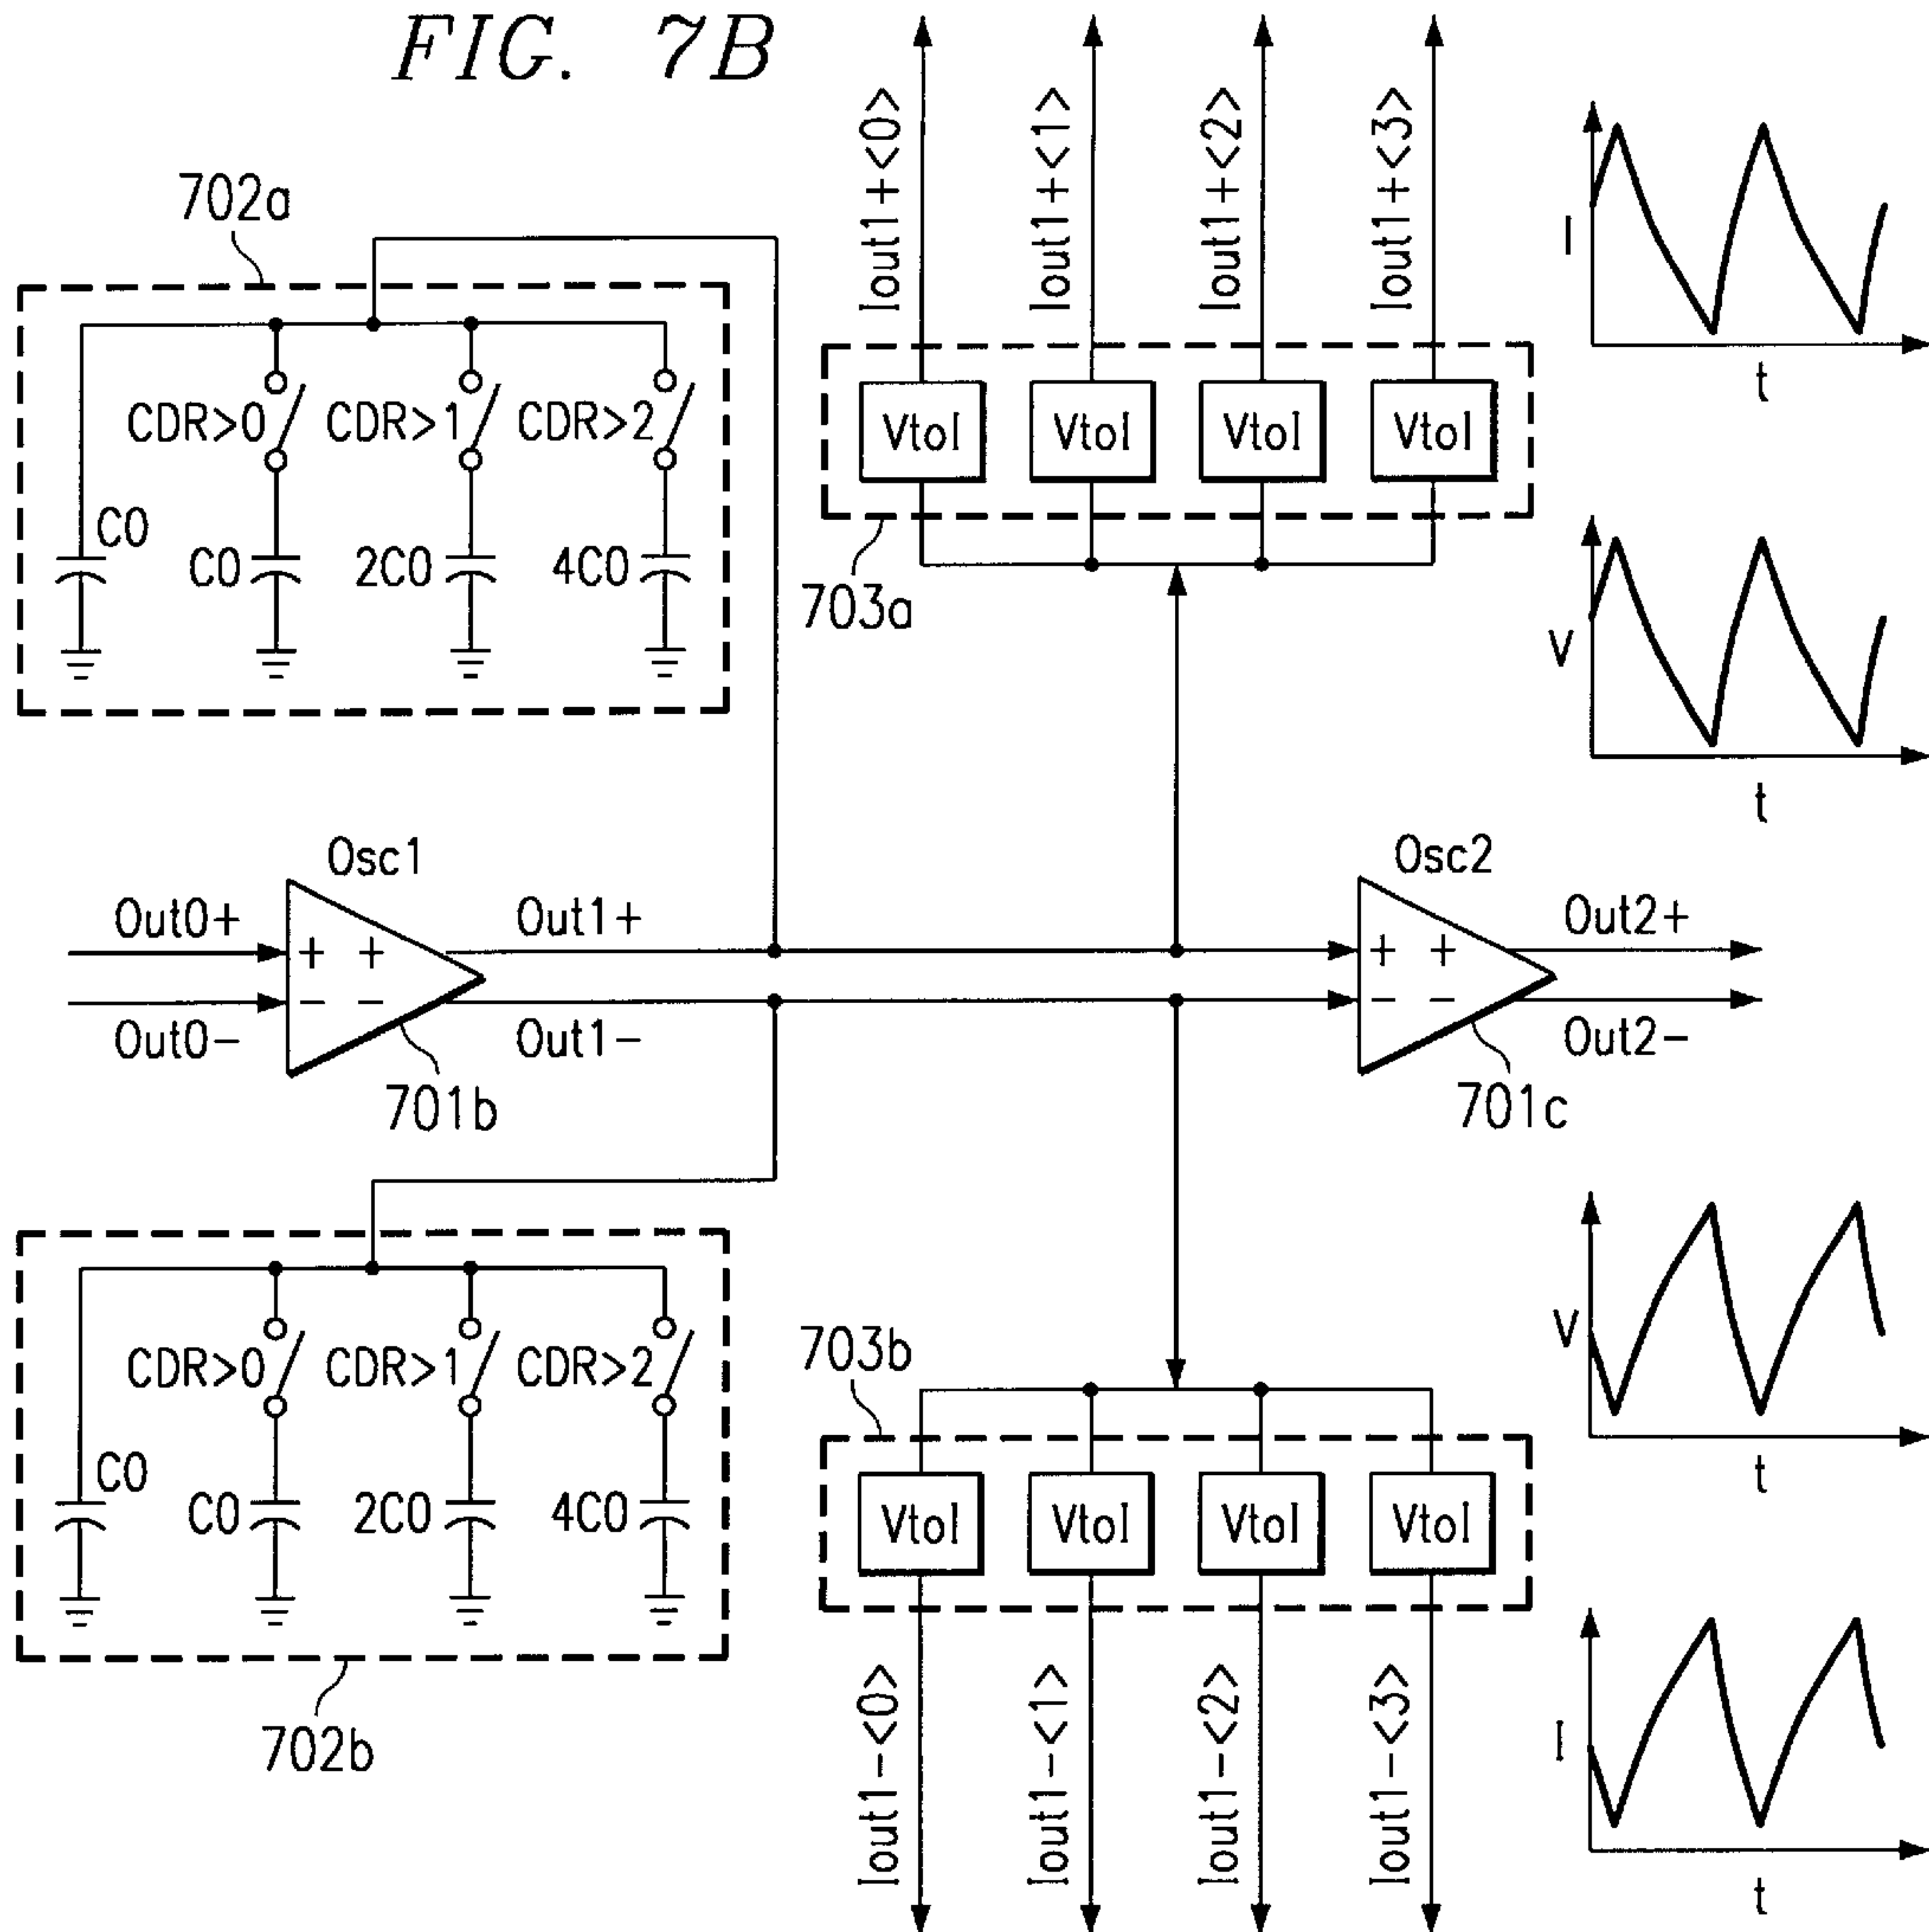 FIG. 7B
Iout1+<0>
Iout1+<1>
Iout1+<2>
Iout1+<3>
I
t
702a
CDR>0
CDR>1
CDR>2
C0
C0
2C0
4C0
VtoI
VtoI
VtoI
VtoI
703a
V
t
Osc1
Out0+
Out0-
+ +
- -
Out1+
Out1-
701b
Osc2
+ +
- -
Out2+
Out2-
701c
CDR>0
CDR>1
CDR>2
C0
C0
2C0
4C0
702b
703b
VtoI
VtoI
VtoI
VtoI
V
t
Iout1-<0>
Iout1-<1>
Iout1-<2>
Iout1-<3>
I
t